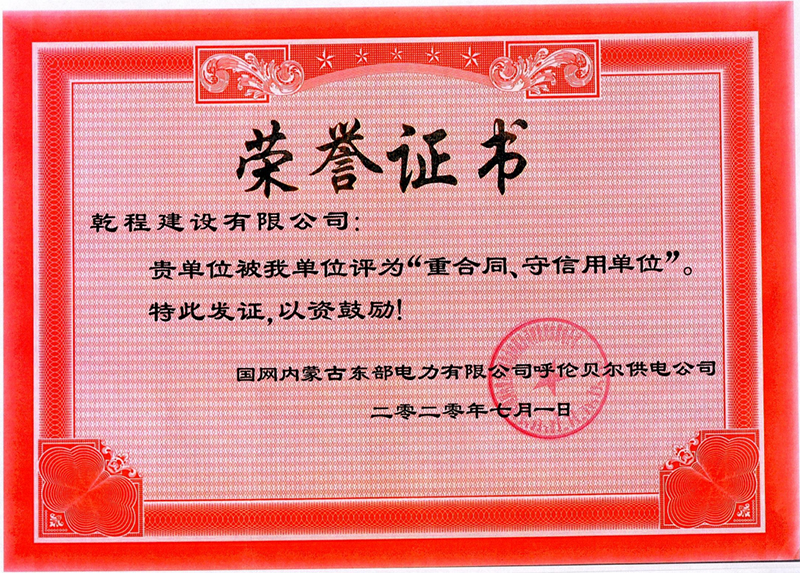 荣誉证书
乾程建设有限公司：
贵单位被我单位评为“重合同、守信用单位”。
特此发证，以资鼓励！
国网内蒙古东部电力有限公司呼伦贝尔供电公司
二零二零年七月一日